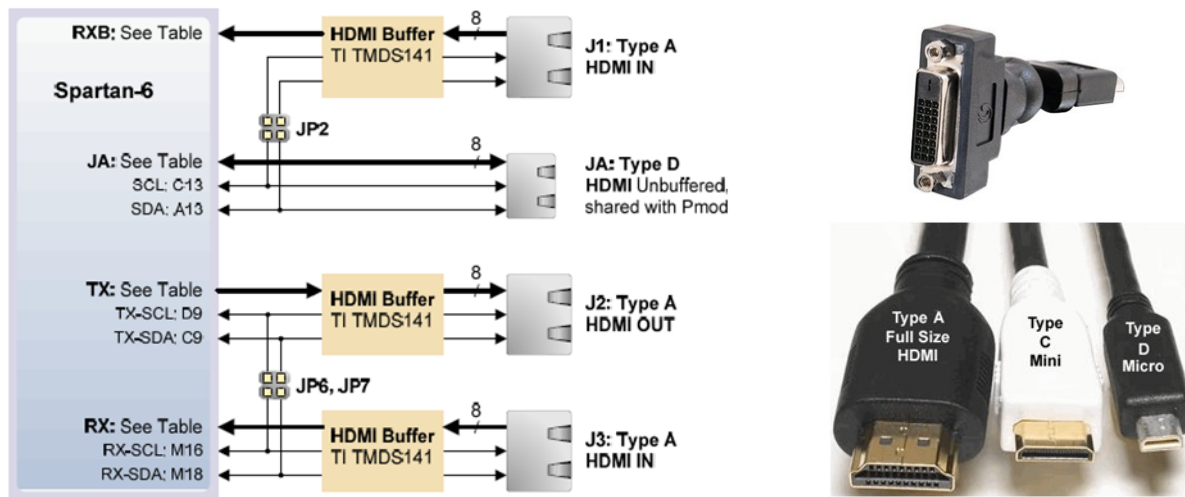 RXB: See Table
Spartan-6
JA: See Table
SCL: C13
SDA: A13
TX: See Table
TX-SCL: D9
TX-SDA: C9
RX: See Table
RX-SCL: M16
RX-SDA: M18
HDMI Buffer
TI TMDS141
8
J1: Type A
HDMI IN
JP2
8
JA: Type D
HDMI Unbuffered,
shared with Pmod
HDMI Buffer
TI TMDS141
8
J2: Type A
HDMI OUT
JP6, JP7
HDMI Buffer
TI TMDS141
8
J3: Type A
HDMI IN
Type A
Full Size
HDMI
Type
C
Mini
Type
D
Micro